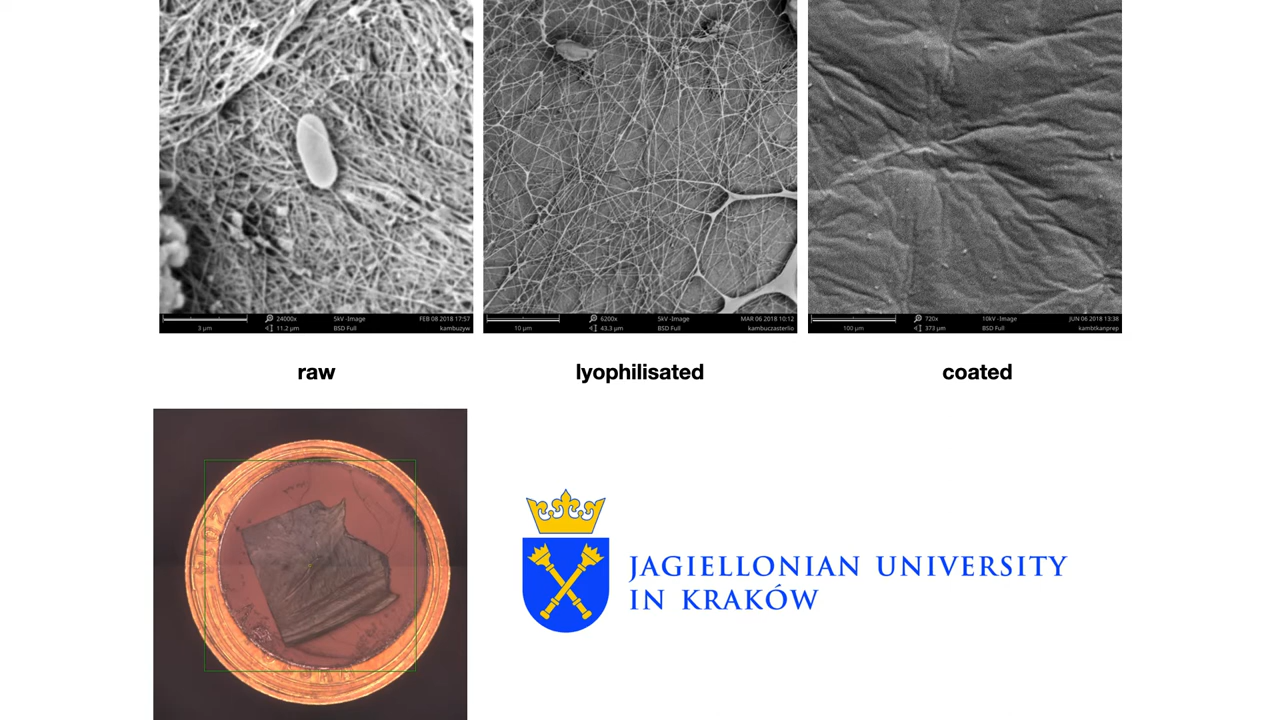 3 μm
24000x
11.2 μm
5kV -Image
BSD Full
FEB 08 2018 17:57
kambuzyw
10 μm
6200x
43.3 μm
5kV -Image
BSD Full
MAR 06 2018 10:12
kambuczasterlio
100 μm
720x
373 μm
10kV -Image
BSD Full
JUN 06 2018 13:38
kambtkanprep
raw
lyophilisated
coated
JAGIELLONIAN UNIVERSITY
IN KRAKÓW